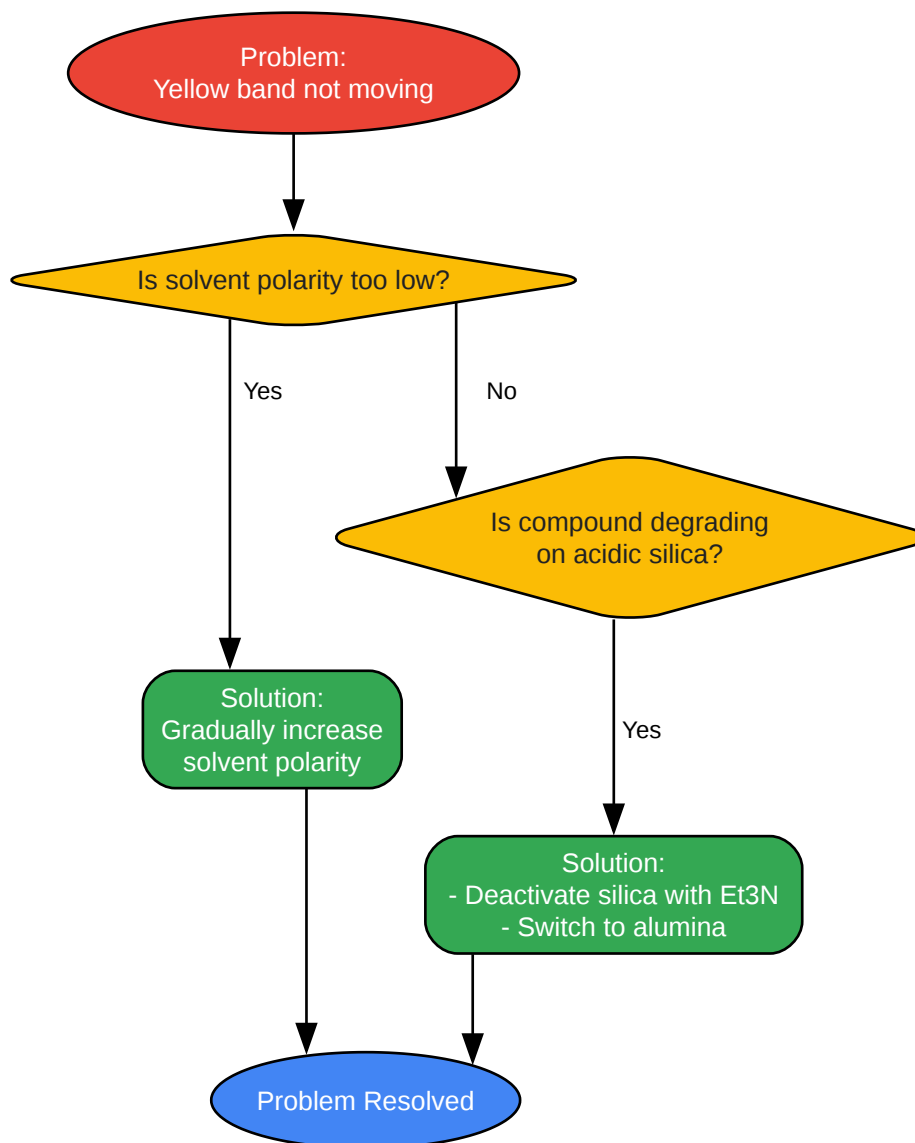 Problem:
Yellow band not moving
Is solvent polarity too low?
Yes
No
Is compound degrading
on acidic silica?
Solution:
Gradually increase
solvent polarity
Yes
Solution:
- Deactivate silica with Et3N
- Switch to alumina
Problem Resolved